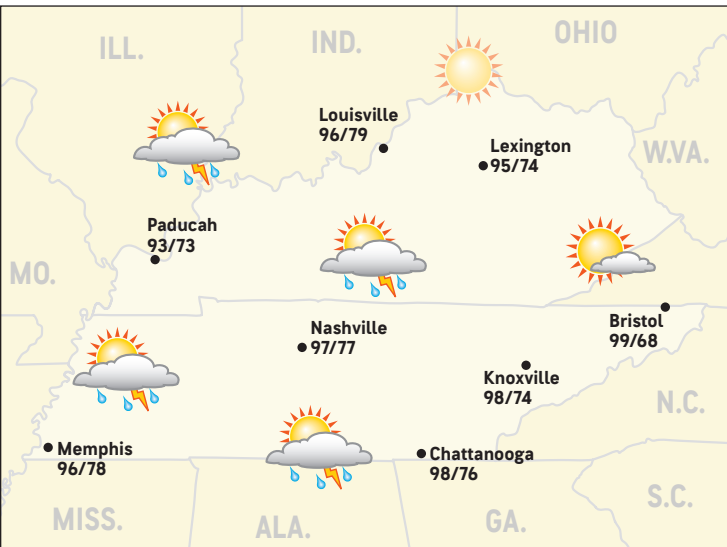 ILL.
IND.
OHIO
Louisville
96/79
Lexington
95/74
W.VA.
Paducah
93/73
MO.
Nashville
97/77
Bristol
99/68
Knoxville
98/74
N.C.
Memphis
96/78
Chattanooga
98/76
MISS.
ALA.
GA.
S.C.